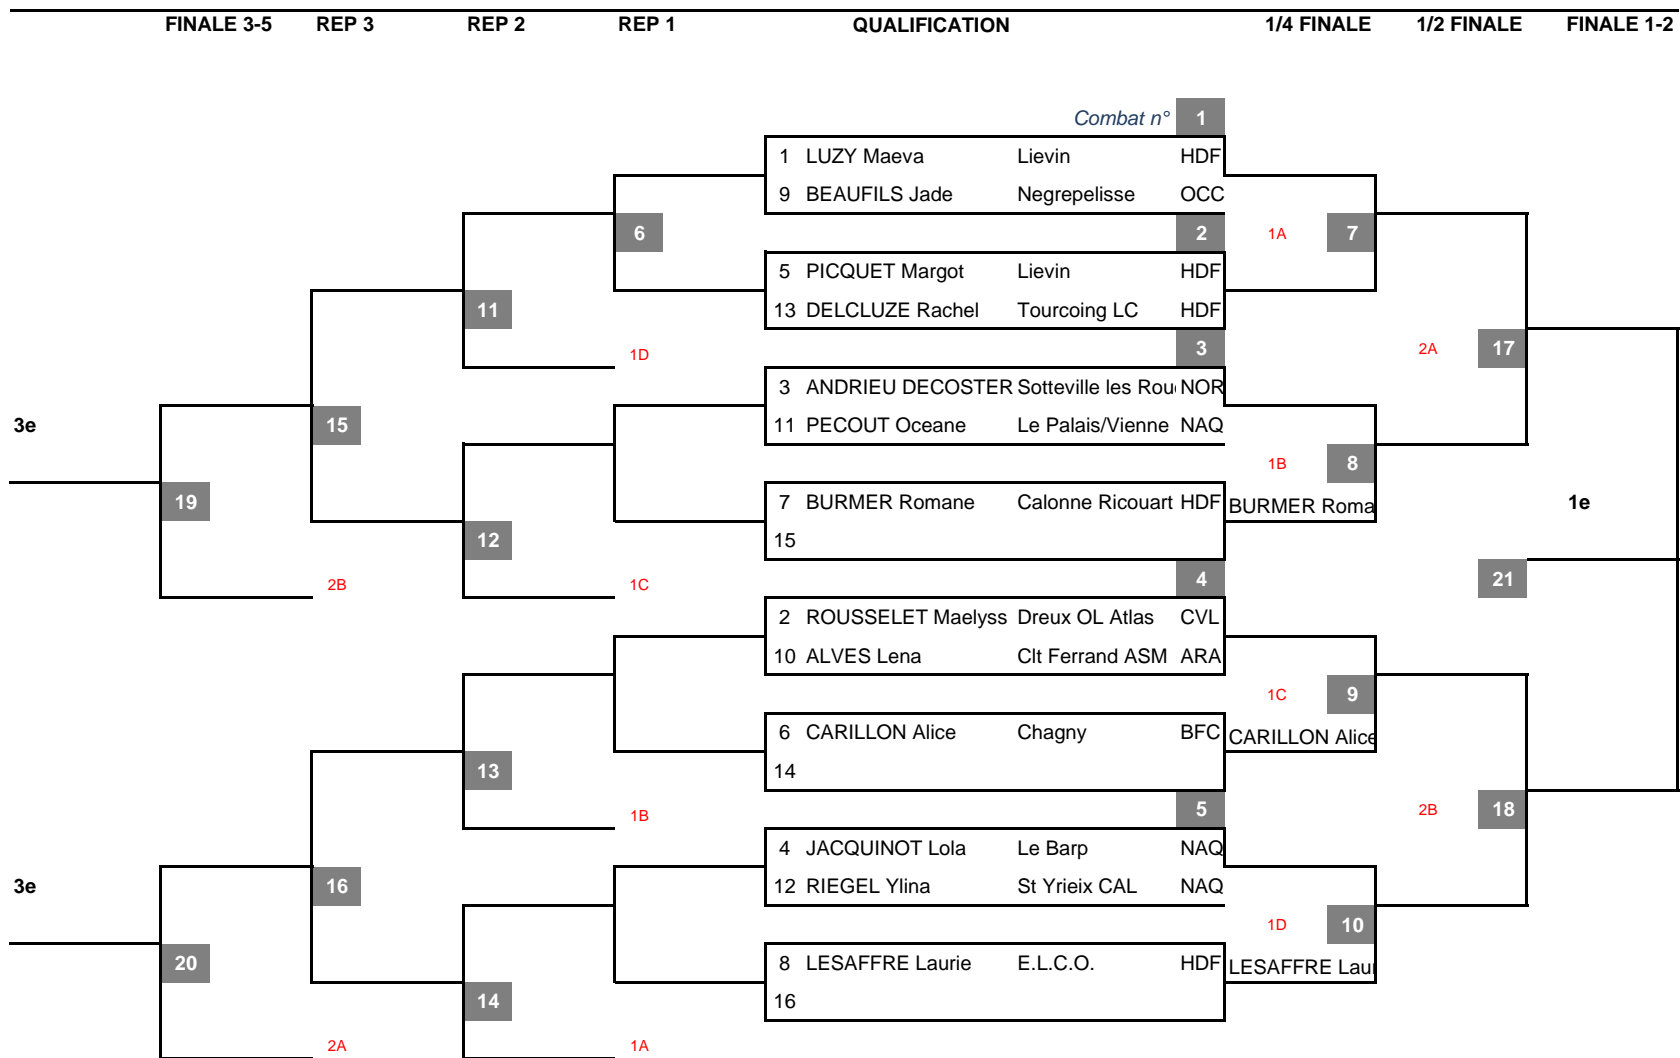 FINALE 3-5 REP 3 REP 2 REP 1 QUALIFICATION 1/4 FINALE 1/2 FINALE FINALE 1-2
Combat n° 1
1 LUZY Maeva Lievin HDF
9 BEAUFILS Jade Negrepelisse OCC
6 2 1A 7
5 PICQUET Margot Lievin HDF
11 13 DELCLUZE Rachel Tourcoing LC HDF
1D 3 2A 17
3 ANDRIEU DECOSTER Sotteville les Rou NOR
3e 15 11 PECOUT Oceane Le Palais/Vienne NAQ
1B 8
19 7 BURMER Romane Calonne Ricouart HDF BURMER Roma 1e
12 15
2B 1C 4 21
2 ROUSSELET Maelyss Dreux OL Atlas CVL
10 ALVES Lena Clt Ferrand ASM ARA
1C 9
6 CARILLON Alice Chagny BFC CARILLON Alice
13 14
1B 5 2B 18
4 JACQUINOT Lola Le Barp NAQ
3e 16 12 RIEGEL Ylina St Yrieix CAL NAQ
1D 10
20 8 LESAFFRE Laurie E.L.C.O. HDF LESAFFRE Lau
14 16
2A 1A